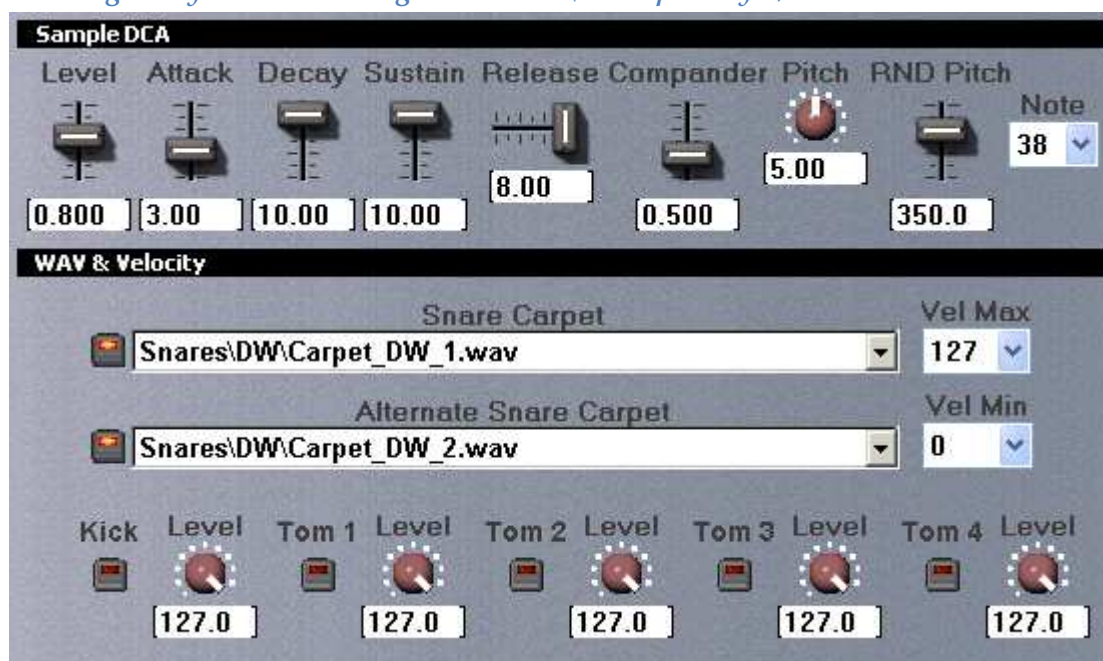 Sample DCA
Level Attack Decay Sustain Release Compander Pitch RND Pitch
Note
38
5.00
8.00
0.800 3.00 10.00 10.00 0.500 350.0
WAV & Velocity
Snare Carpet Vel Max
Snares\DW\Carpet_DW_1.wav 127
Alternate Snare Carpet Vel Min
Snares\DW\Carpet_DW_2.wav 0
Kick Level Tom 1 Level Tom 2 Level Tom 3 Level Tom 4 Level
127.0 127.0 127.0 127.0 127.0